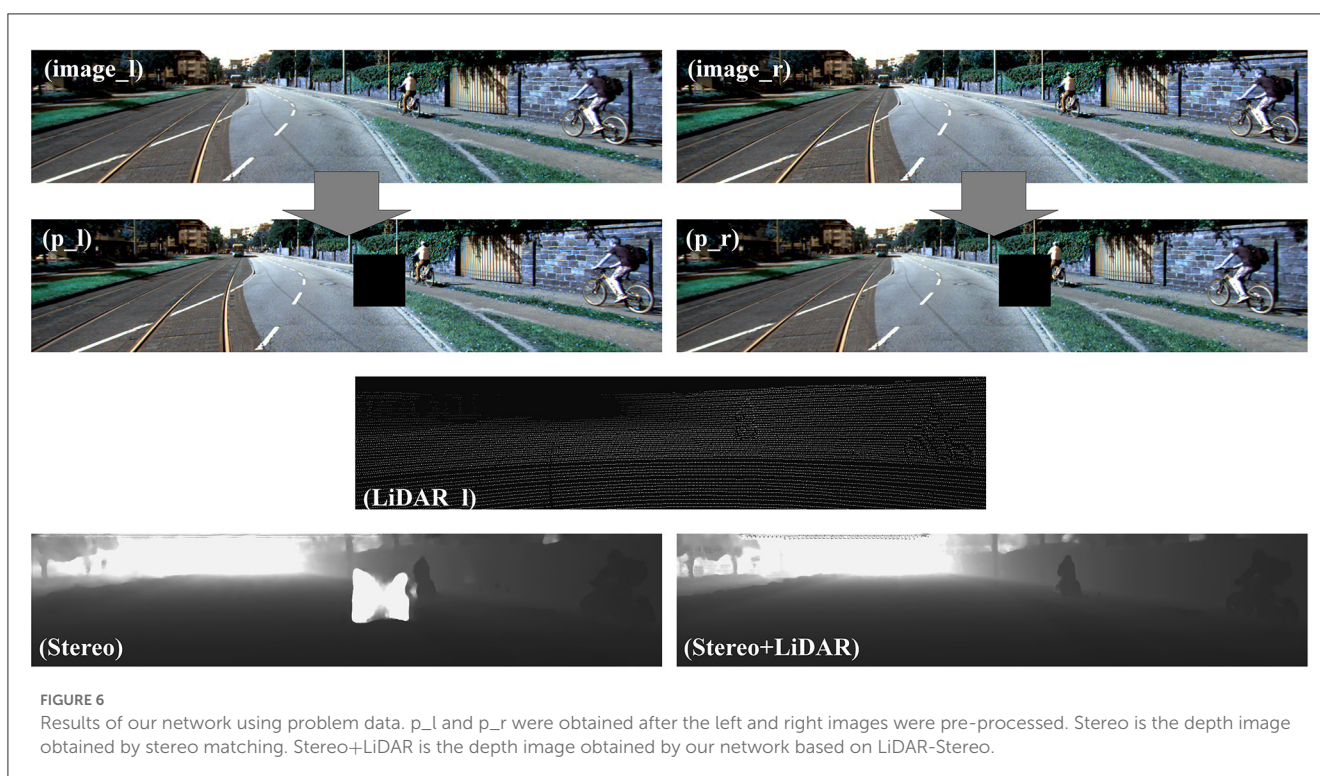 (image_l)
(image_r)
(p_l)
(p_r)
(LiDAR_l)
(Stereo)
(Stereo+LiDAR)
FIGURE 6
Results of our network using problem data. p_l and p_r were obtained after the left and right images were pre-processed. Stereo is the depth image
obtained by stereo matching. Stereo+LiDAR is the depth image obtained by our network based on LiDAR-Stereo.